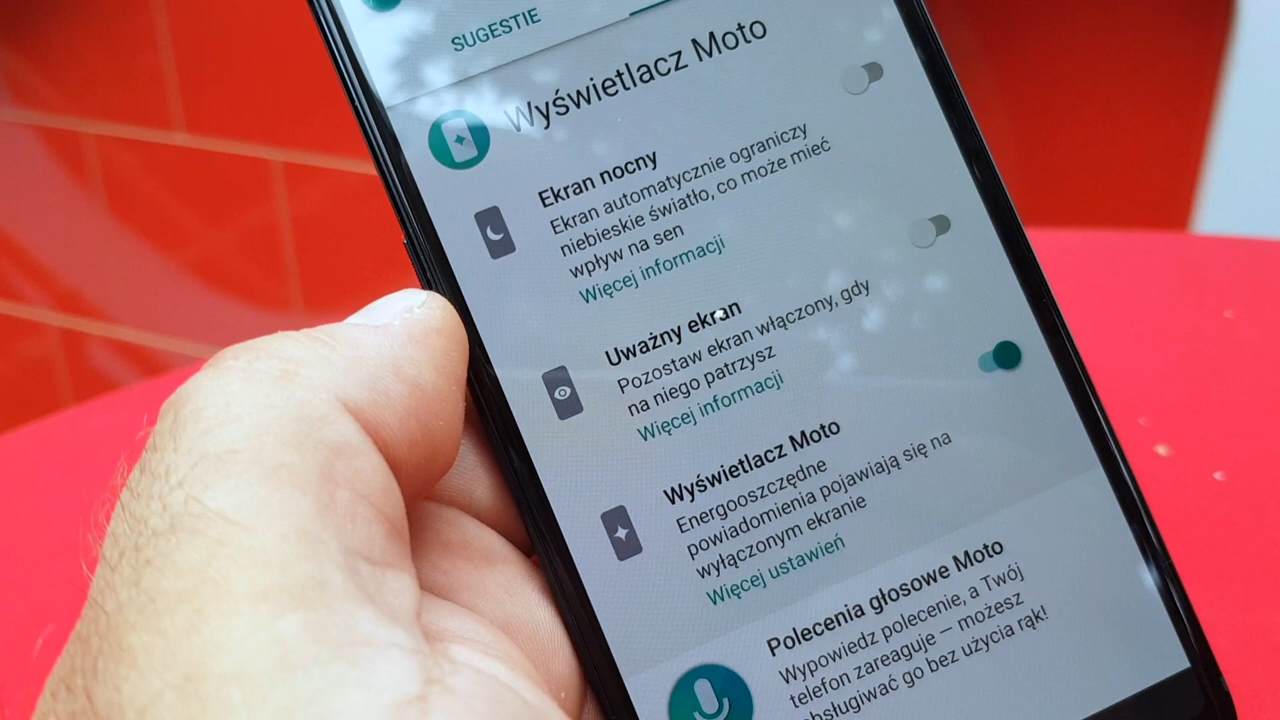 SUGESTIE
Wyświetlacz Moto
Ekran nocny
Ekran automatycznie ograniczy
niebieskie światło, co może mieć
wpływ na sen
Więcej informacji
Uważny ekran
Pozostaw ekran włączony, gdy
na niego patrzysz
Więcej informacji
Wyświetlacz Moto
Energooszczędne
powiadomienia pojawiają się na
wyłączonym ekranie
Więcej ustawień
Polecenia głosowe Moto
Wypowiedz polecenie, a Twój
telefon zareaguje – możesz
obsługiwać go bez użycia rąk!